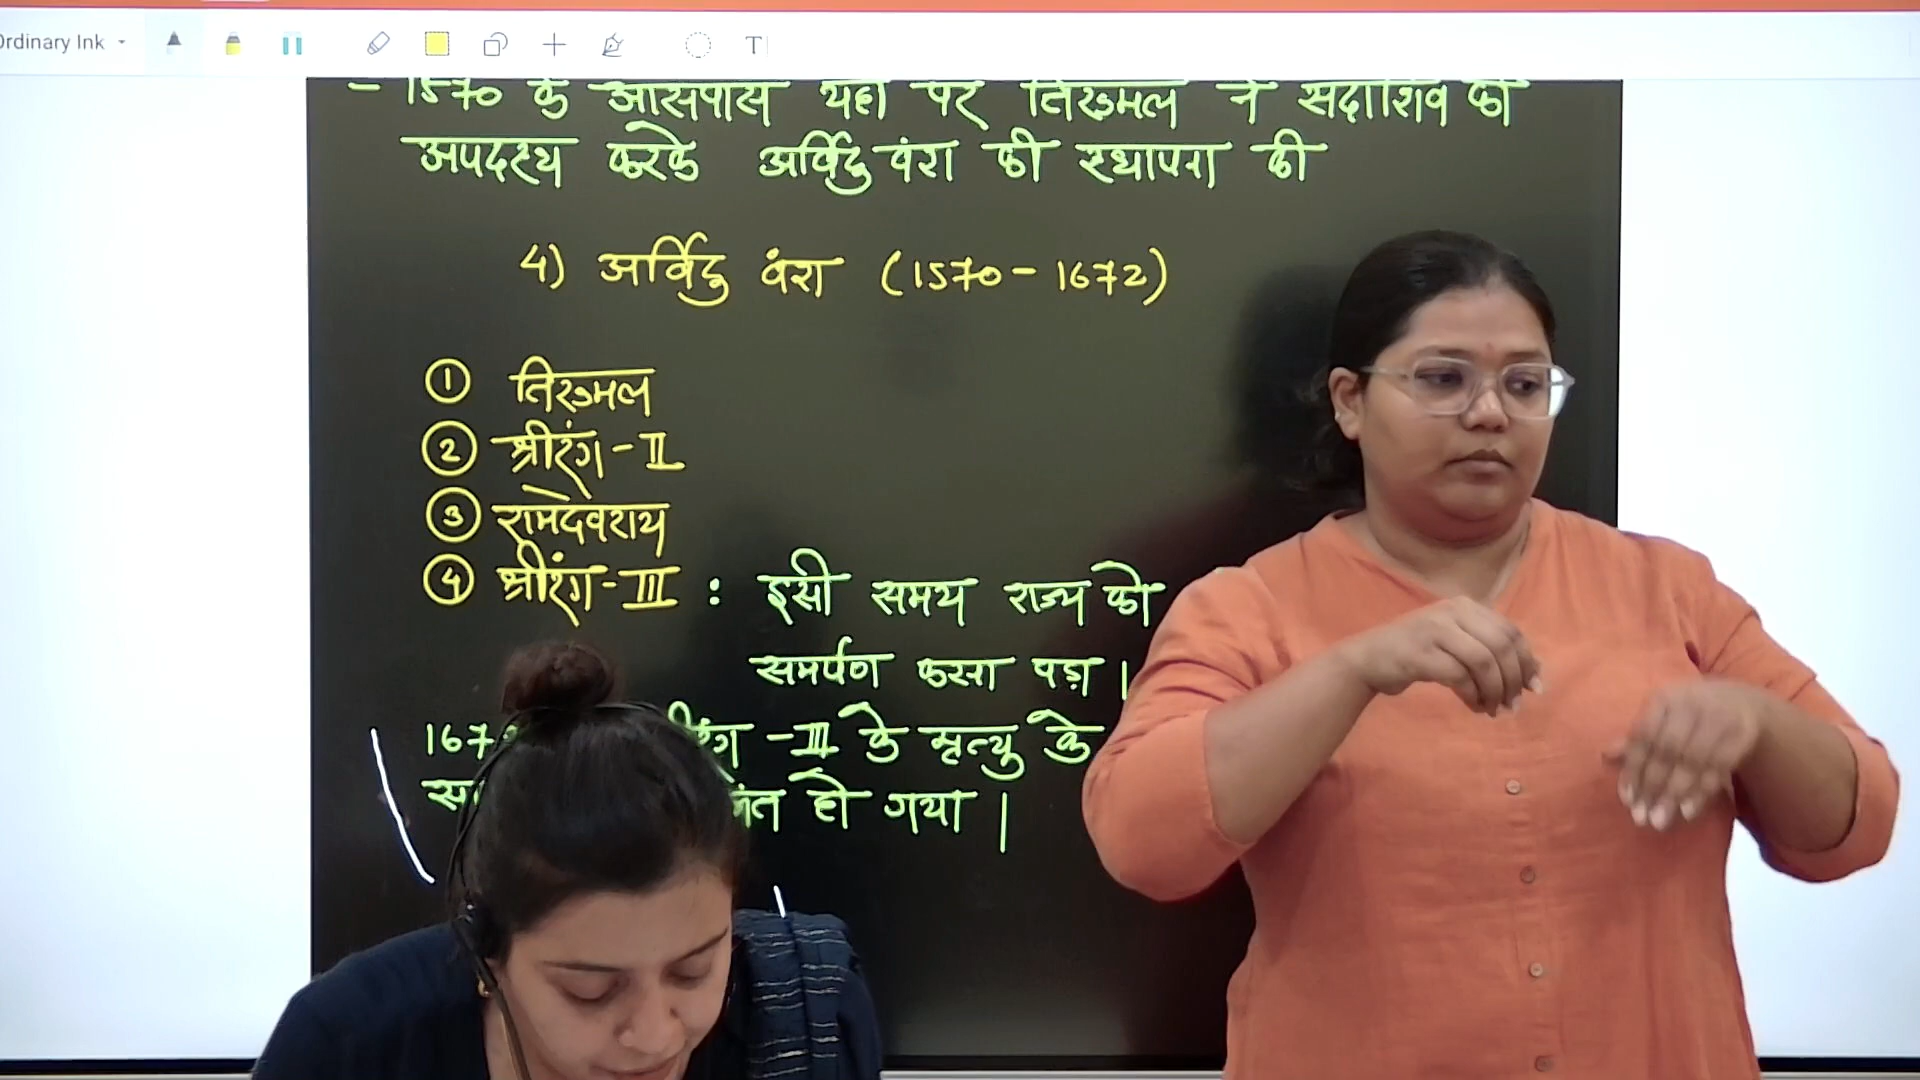 Ordinary Ink
T
- 1570 के आसपास यहा पर तिरुमल ने सदाशिव को
अपदस्थ करके अर्विदु वंश की स्थापना की
4) अर्विदु वंश (1570 - 1672)
① तिरुमल
② श्रीरंग - II
③ रामदेवराय
④ श्रीरंग - III : इसी समय राज्य को
समर्पण करना पड़ा |
- III के मृत्यु के
हो गया |